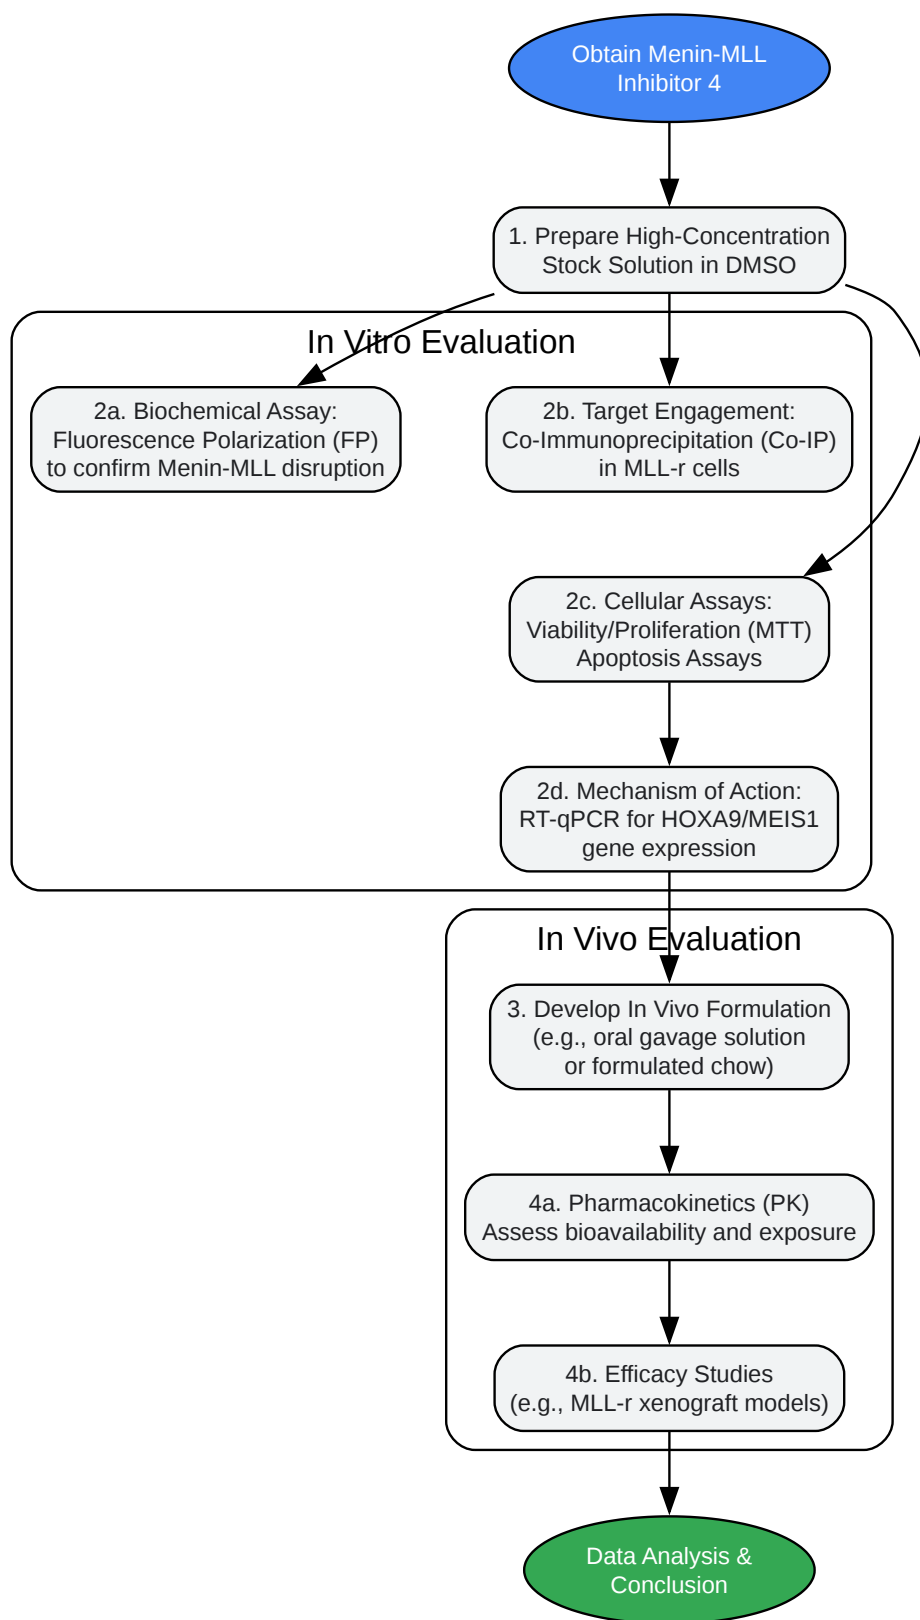 Obtain Menin-MLL
Inhibitor 4
1. Prepare High-Concentration
Stock Solution in DMSO
In Vitro Evaluation
2a. Biochemical Assay:
Fluorescence Polarization (FP)
to confirm Menin-MLL disruption
2b. Target Engagement:
Co-Immunoprecipitation (Co-IP)
in MLL-r cells
2c. Cellular Assays:
Viability/Proliferation (MTT)
Apoptosis Assays
2d. Mechanism of Action:
RT-qPCR for HOXA9/MEIS1
gene expression
In Vivo Evaluation
3. Develop In Vivo Formulation
(e.g., oral gavage solution
or formulated chow)
4a. Pharmacokinetics (PK)
Assess bioavailability and exposure
4b. Efficacy Studies
(e.g., MLL-r xenograft models)
Data Analysis &
Conclusion